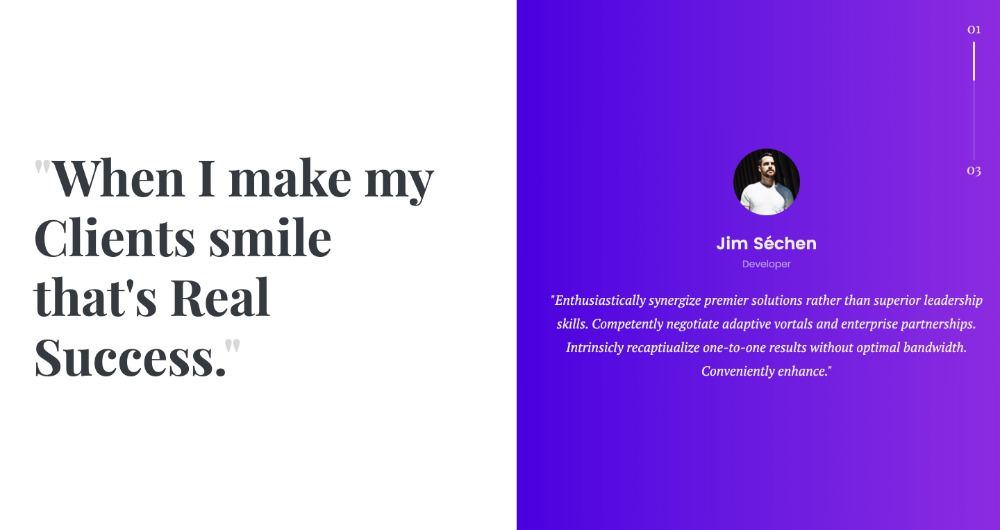 "When I make my
Clients smile
that's Real
Success."
01
03
Jim Séchen
Developer
"Enthusiastically synergize premier solutions rather than superior leadership
skills. Competently negotiate adaptive vortals and enterprise partnerships.
Intrinsicly recaptiualize one-to-one results without optimal bandwidth.
Conveniently enhance."